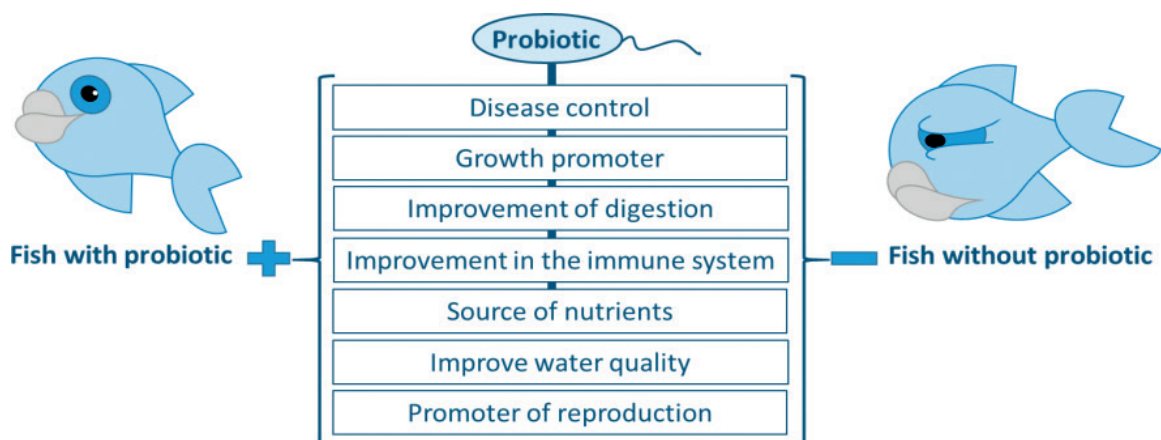 Probiotic
Disease control
Growth promoter
Improvement of digestion
Fish with probiotic
Improvement in the immune system
Fish without probiotic
Source of nutrients
Improve water quality
Promoter of reproduction